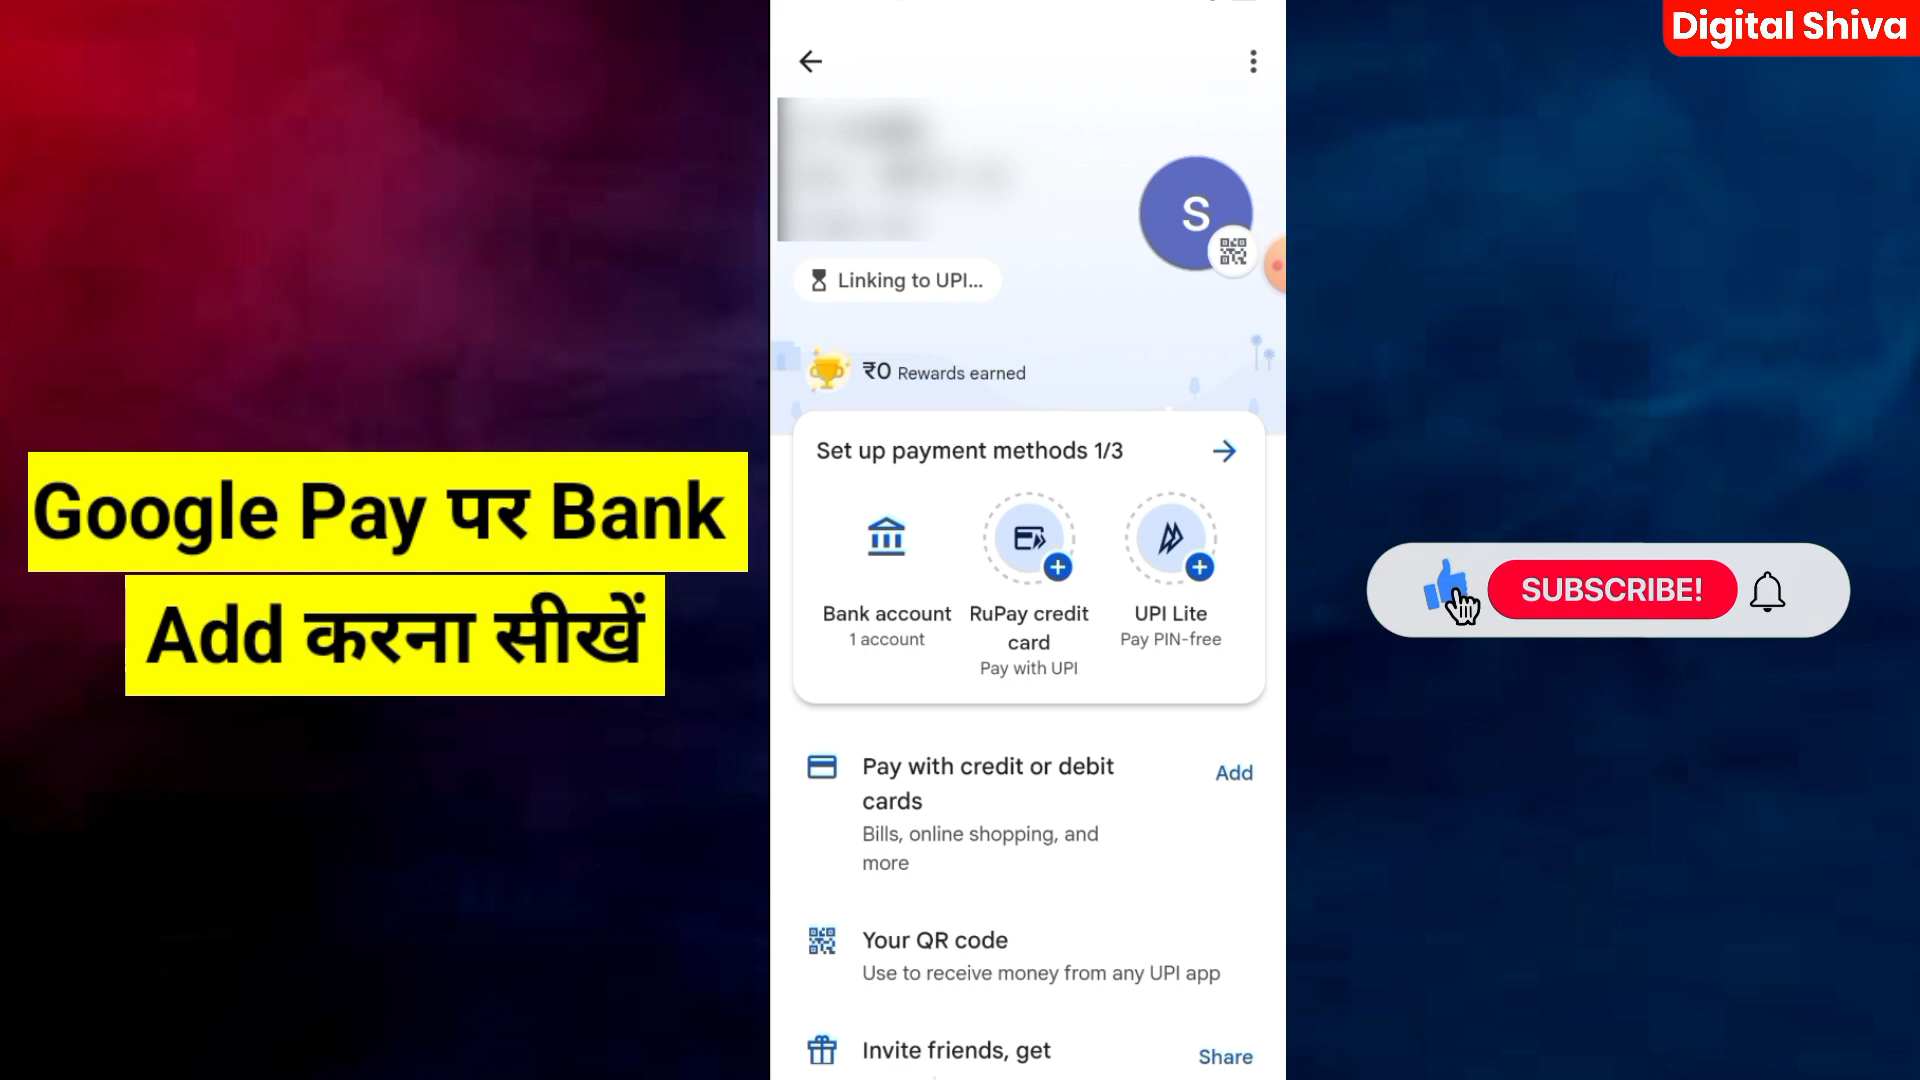 Digital Shiva
Google Pay पर Bank
Add करना सीखें
S
Linking to UPI...
₹0 Rewards earned
Set up payment methods 1/3
Bank account
1 account
RuPay credit
card
Pay with UPI
UPI Lite
Pay PIN-free
Pay with credit or debit
cards
Add
Bills, online shopping, and
more
Your QR code
Use to receive money from any UPI app
Invite friends, get
Share
SUBSCRIBE!